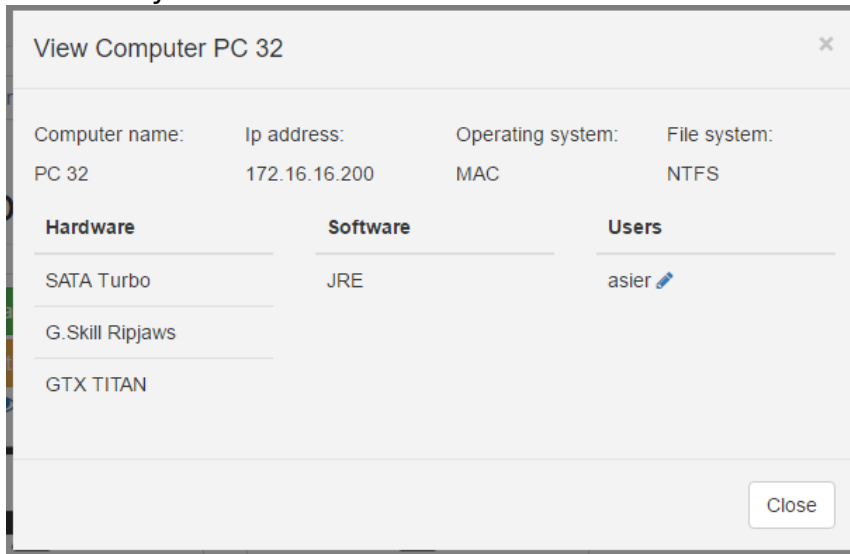 View Computer PC 32 ×
Computer name: Ip address: Operating system: File system:
PC 32 172.16.16.200 MAC NTFS
Hardware Software Users
SATA Turbo JRE asier
G.Skill Ripjaws
GTX TITAN
Close